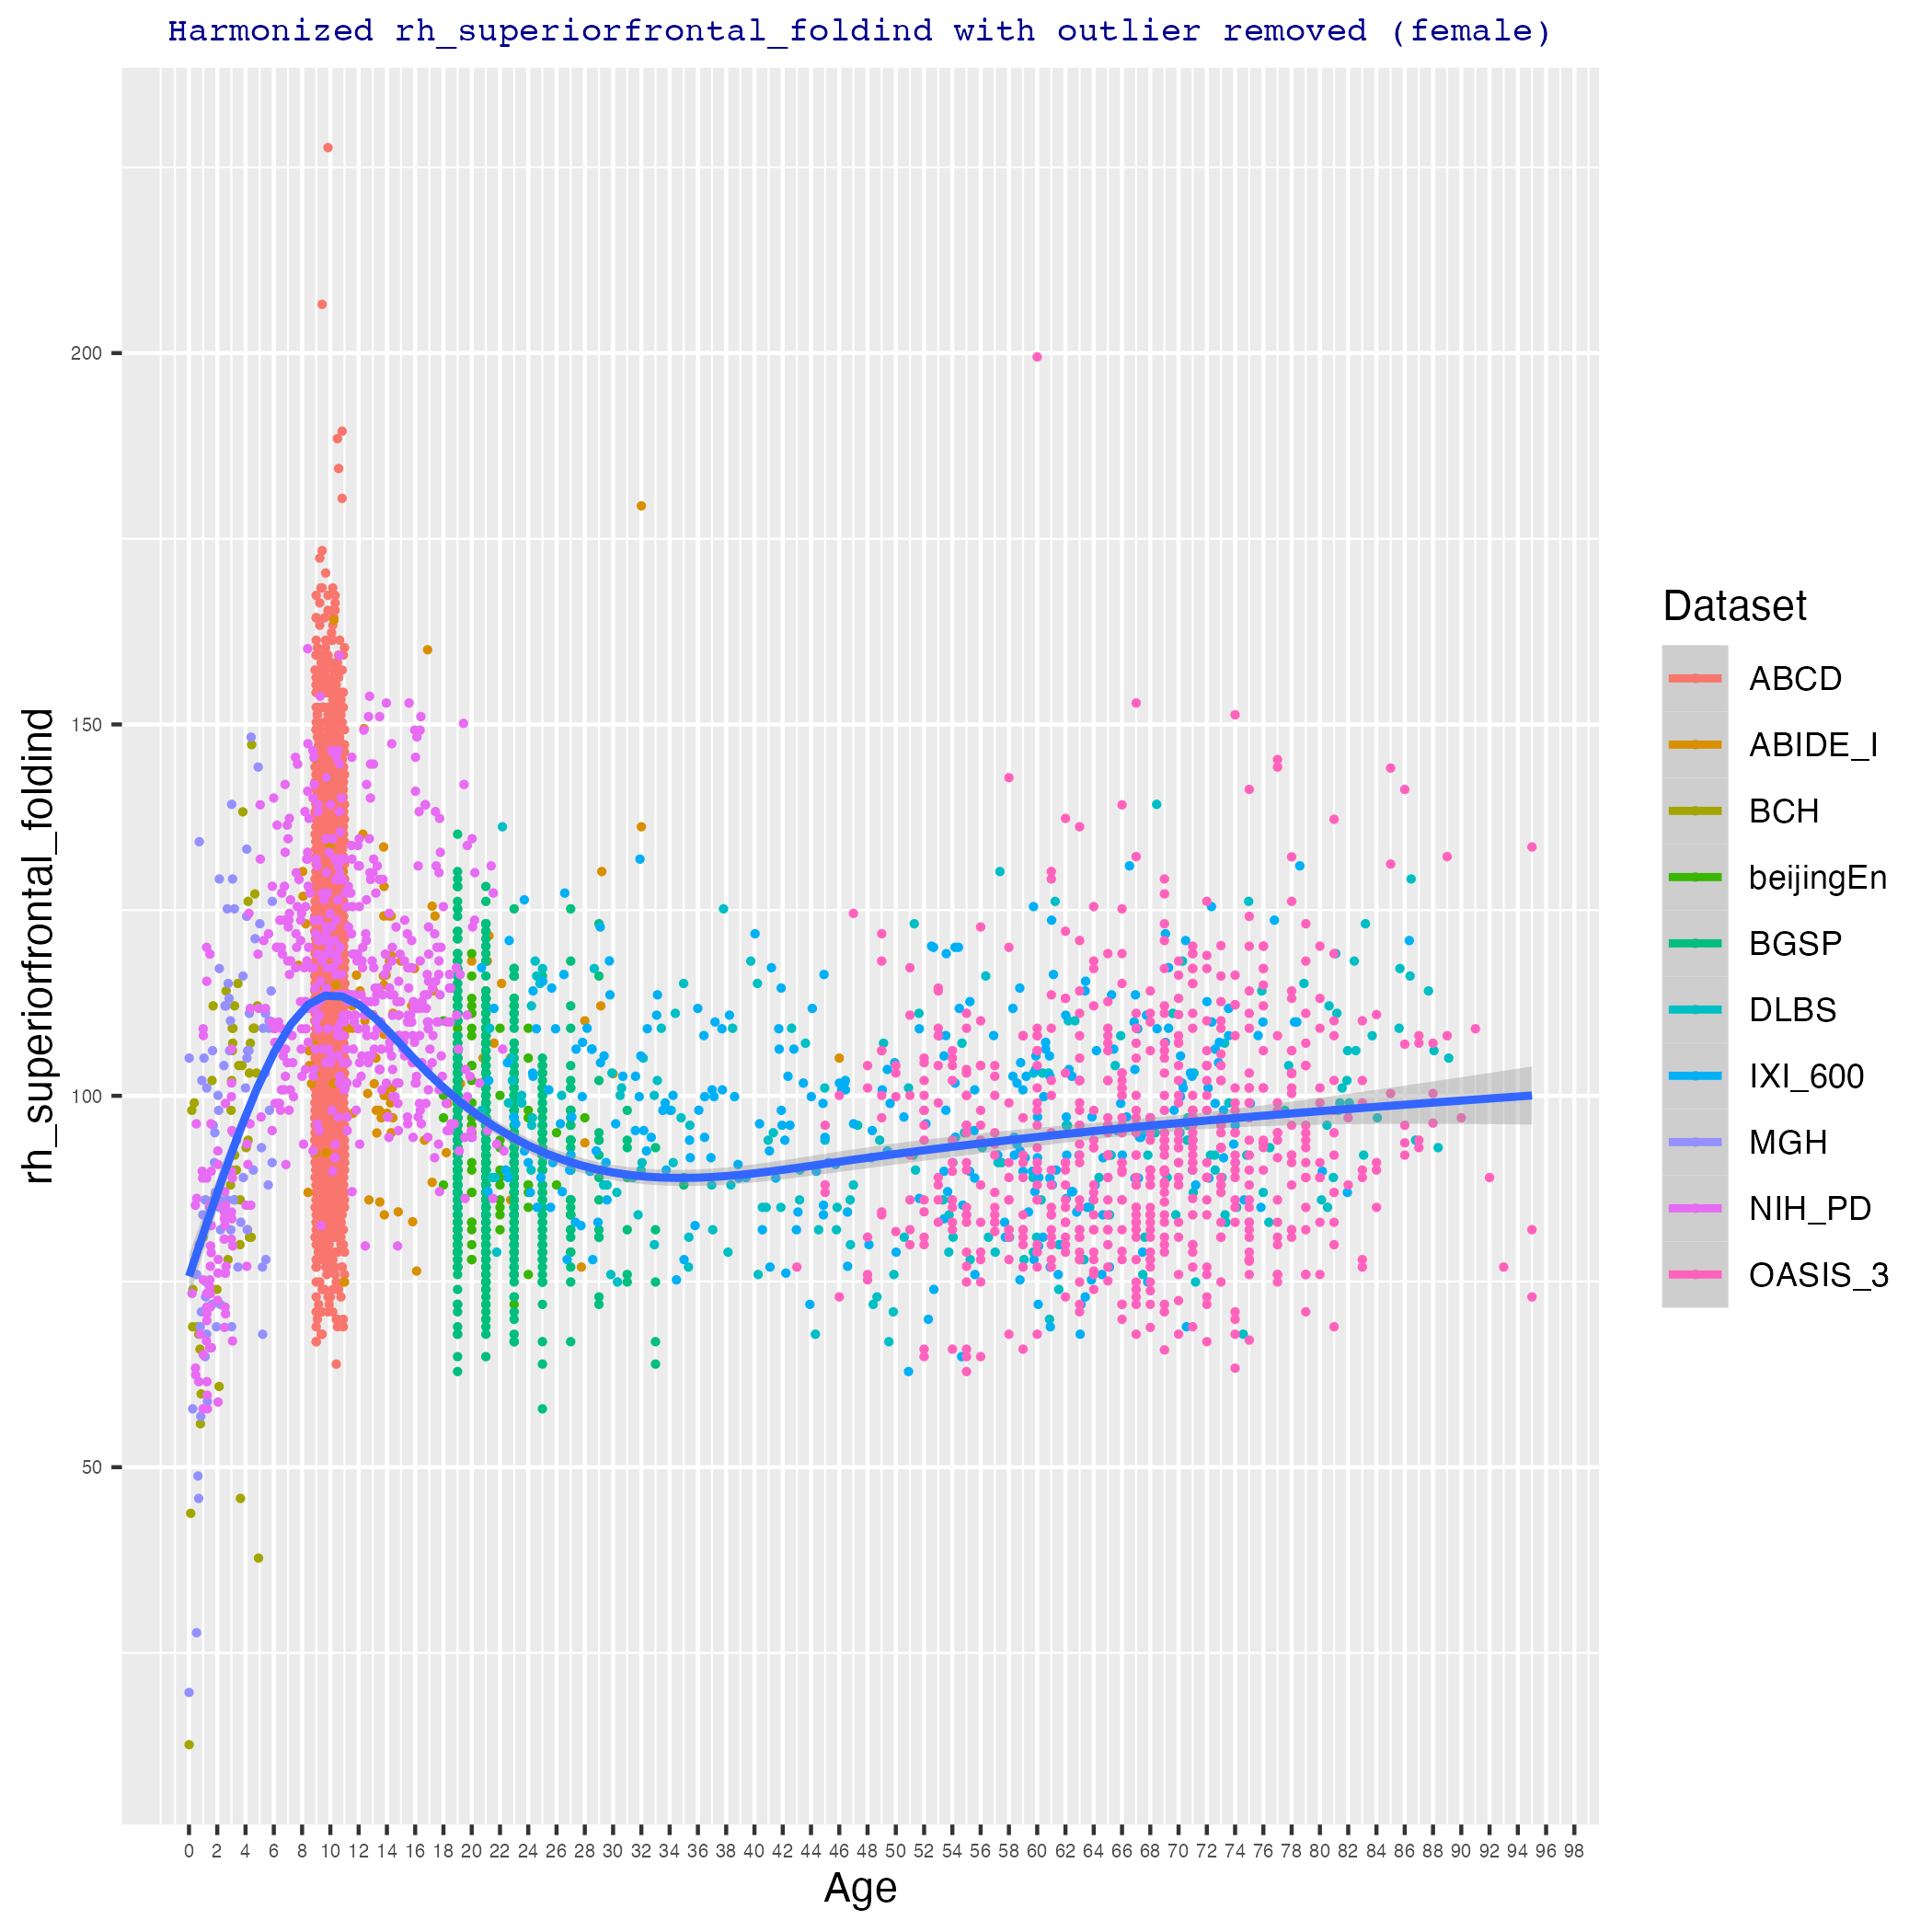 Harmonized rh_superiorfrontal_foldind with outlier removed (female)
rh_superiorfrontal_foldind
200
150
100
50
0 2 4 6 8 10 12 14 16 18 20 22 24 26 28 30 32 34 36 38 40 42 44 46 48 50 52 54 56 58 60 62 64 66 68 70 72 74 76 78 80 82 84 86 88 90 92 94 96 98
Age
Dataset
ABCD
ABIDE_I
BCH
beijingEn
BGSP
DLBS
IXI_600
MGH
NIH_PD
OASIS_3